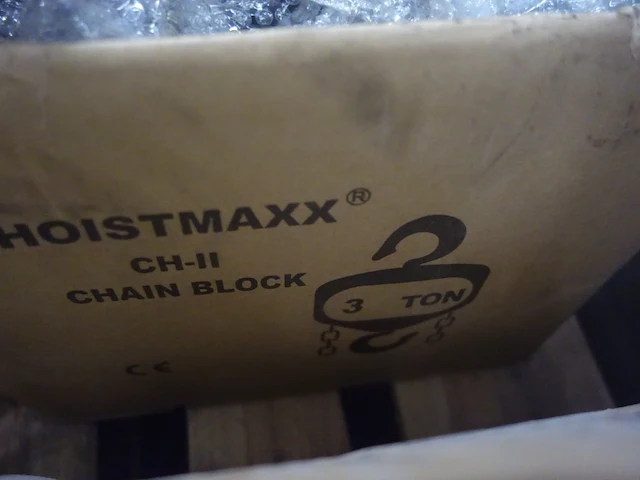 HOISTMAXX®
CH-II
CHAIN BLOCK
3 TON
CE